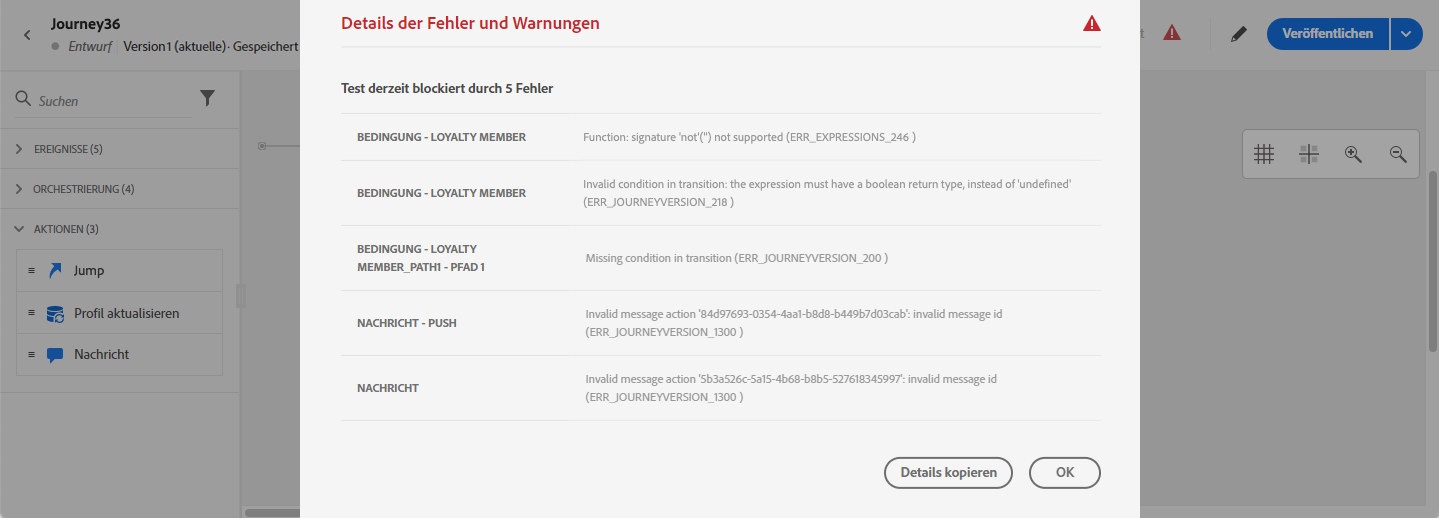 Journey36
Entwurf Version1 (aktuelle)· Gespeichert
Details der Fehler und Warnungen
Veröffentlichen
Suchen
EREIGNISSE (5)
ORCHESTRIERUNG (4)
AKTIONEN (3)
Jump
Profil aktualisieren
Nachricht
Test derzeit blockiert durch 5 Fehler
BEDINGUNG - LOYALTY MEMBER
Function: signature 'not'('') not supported (ERR_EXPRESSIONS_246 )
BEDINGUNG - LOYALTY MEMBER
Invalid condition in transition: the expression must have a boolean return type, instead of 'undefined'
(ERR_JOURNEYVERSION_218 )
BEDINGUNG - LOYALTY
MEMBER_PATH1 - PFAD 1
Missing condition in transition (ERR_JOURNEYVERSION_200 )
NACHRICHT - PUSH
Invalid message action '84d97693-0354-4aa1-b8d8-b449b7d03cab': invalid message id
(ERR_JOURNEYVERSION_1300 )
NACHRICHT
Invalid message action '5b3a526c-5a15-4b68-b8b5-527618345997': invalid message id
(ERR_JOURNEYVERSION_1300 )
Details kopieren
OK